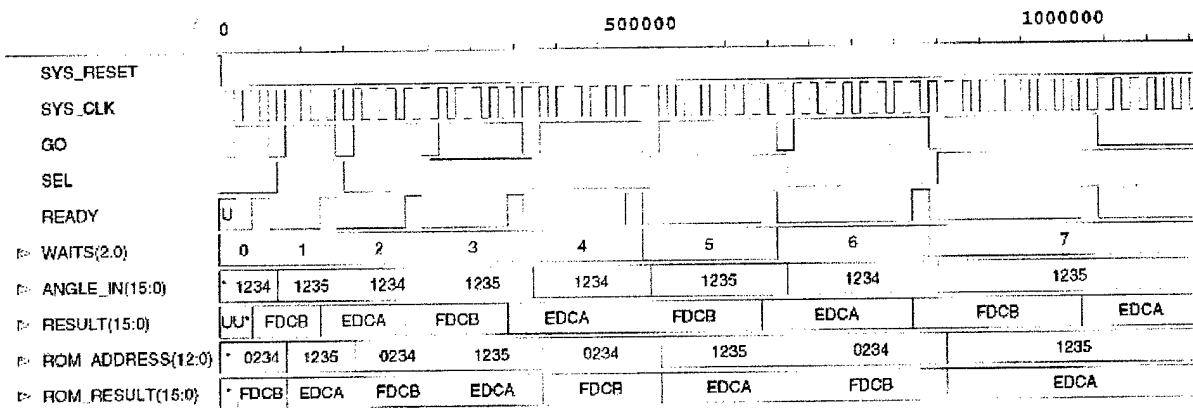 0 500000 1000000
SYS_RESET
SYS_CLK
GO
SEL
READY U
WAITS(2.0) 0 1 2 3 4 5 6 7
ANGLE_IN(15:0) * 1234 1235 1234 1235 1234 1235 1234 1235
RESULT(15:0) UU* FDCB EDCA FDCB EDCA FDCB EDCA FDCB EDCA
ROM_ADDRESS(12:0) * 0234 1235 0234 1235 0234 1235 0234 1235
ROM_RESULT(15:0) * FDCB EDCA FDCB EDCA FDCB EDCA FDCB EDCA